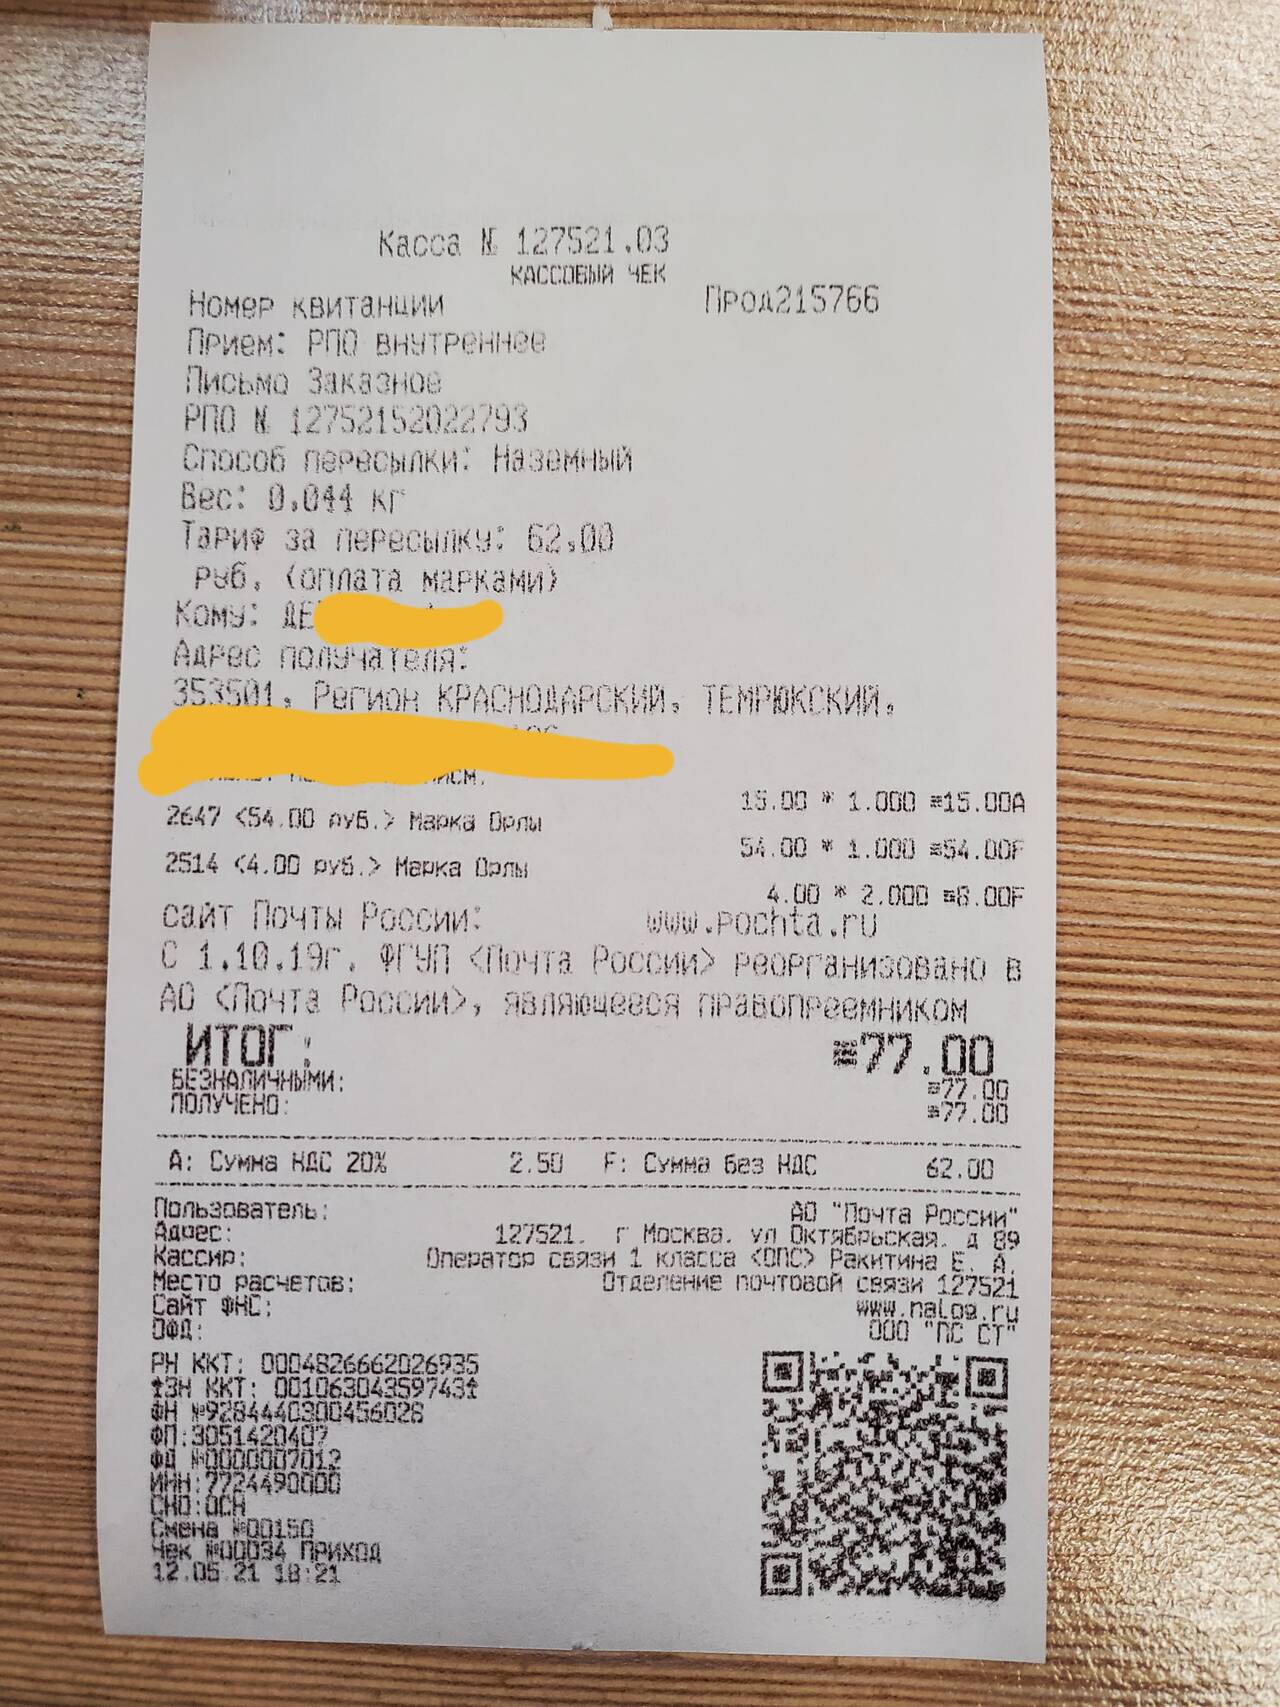 Касса № 127521.03
КАССОВЫЙ ЧЕК
Номер квитанции Прод215766
Прием: РПО внутреннее
Письмо Заказное
РПО № 12752152022793
Способ пересылки: Наземный
Вес: 0,044 кг
Тариф за пересылку: 62,00
руб. (оплата марками)
Кому: ДЕ
Адрес получателя:
353501, Регион КРАСНОДАРСКИЙ, ТЕМРЮКСКИЙ,
15.00 * 1.000 ≡15.00А
2647 <54.00 руб.> Марка Орлы
54.00 * 1.000 ≡54.00F
2514 <4.00 руб.> Марка Орлы
4.00 * 2.000 ≡8.00F
сайт Почты России: www.pochta.ru
С 1.10.19г. ФГУП <Почта России> реорганизовано в
АО <Почта России>, являющееся правопреемником
ИТОГ: ≡77.00
БЕЗНАЛИЧНЫМИ: ≡77.00
ПОЛУЧЕНО: ≡77.00
А: Сумма НДС 20% 2.50 F: Сумма без НДС 62.00
Пользователь: АО "Почта России"
Адрес: 127521. г Москва. ул Октябрьская. д 89
Кассир: Оператор связи 1 класса <ОПС> Ракитина Е. А.
Место расчетов: Отделение почтовой связи 127521
Сайт ФНС: www.nalog.ru
ОФД: ООО "ПС СТ"
РН ККТ: 0004826662026935
ЗН ККТ: 00106304359743
ФН №9284440300456028
ФП:3051420407
ФД №0000007012
ИНН:7724490000
СНО:ОСН
Смена №00150
Чек №00034 ПРИХОД
12.05.21 18:21